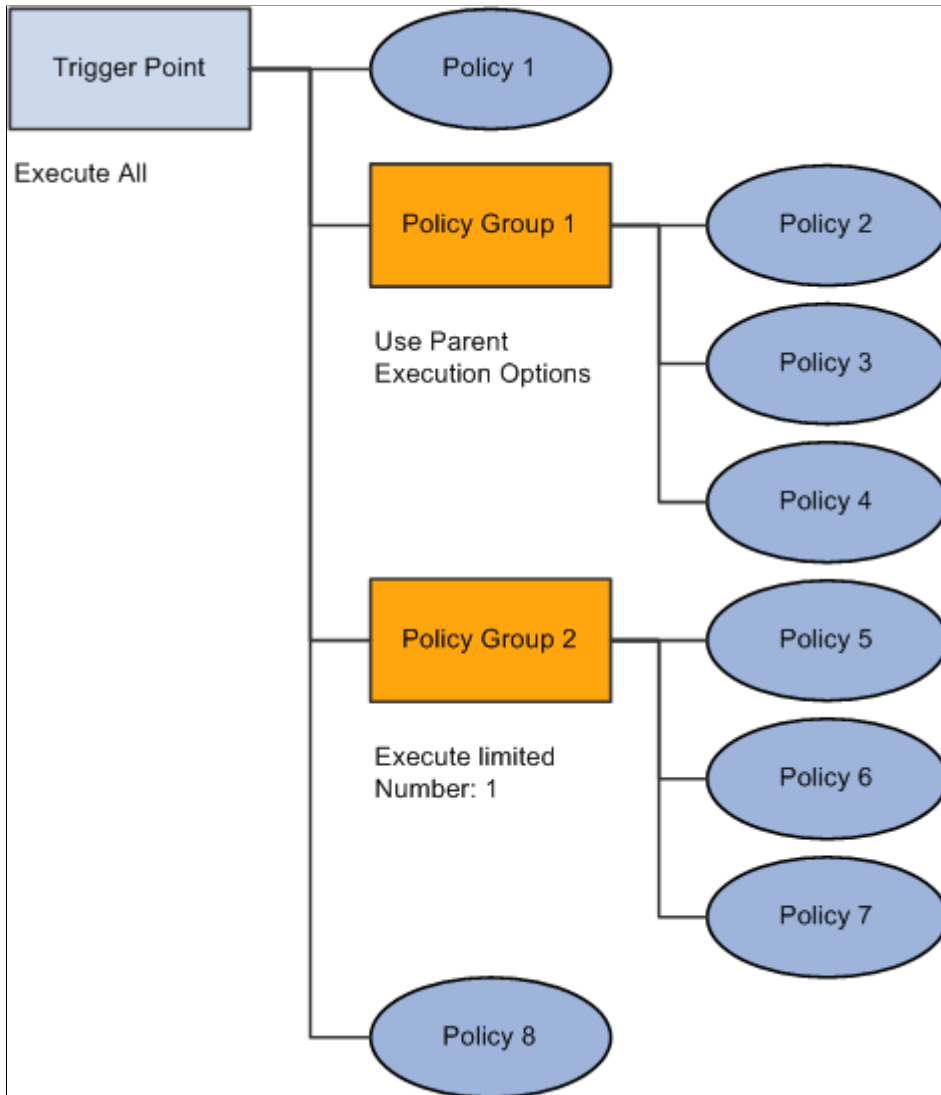 Trigger Point
Policy 1
Execute All
Policy Group 1
Policy 2
Use Parent
Execution Options
Policy 3
Policy 4
Policy Group 2
Policy 5
Execute limited
Number: 1
Policy 6
Policy 7
Policy 8